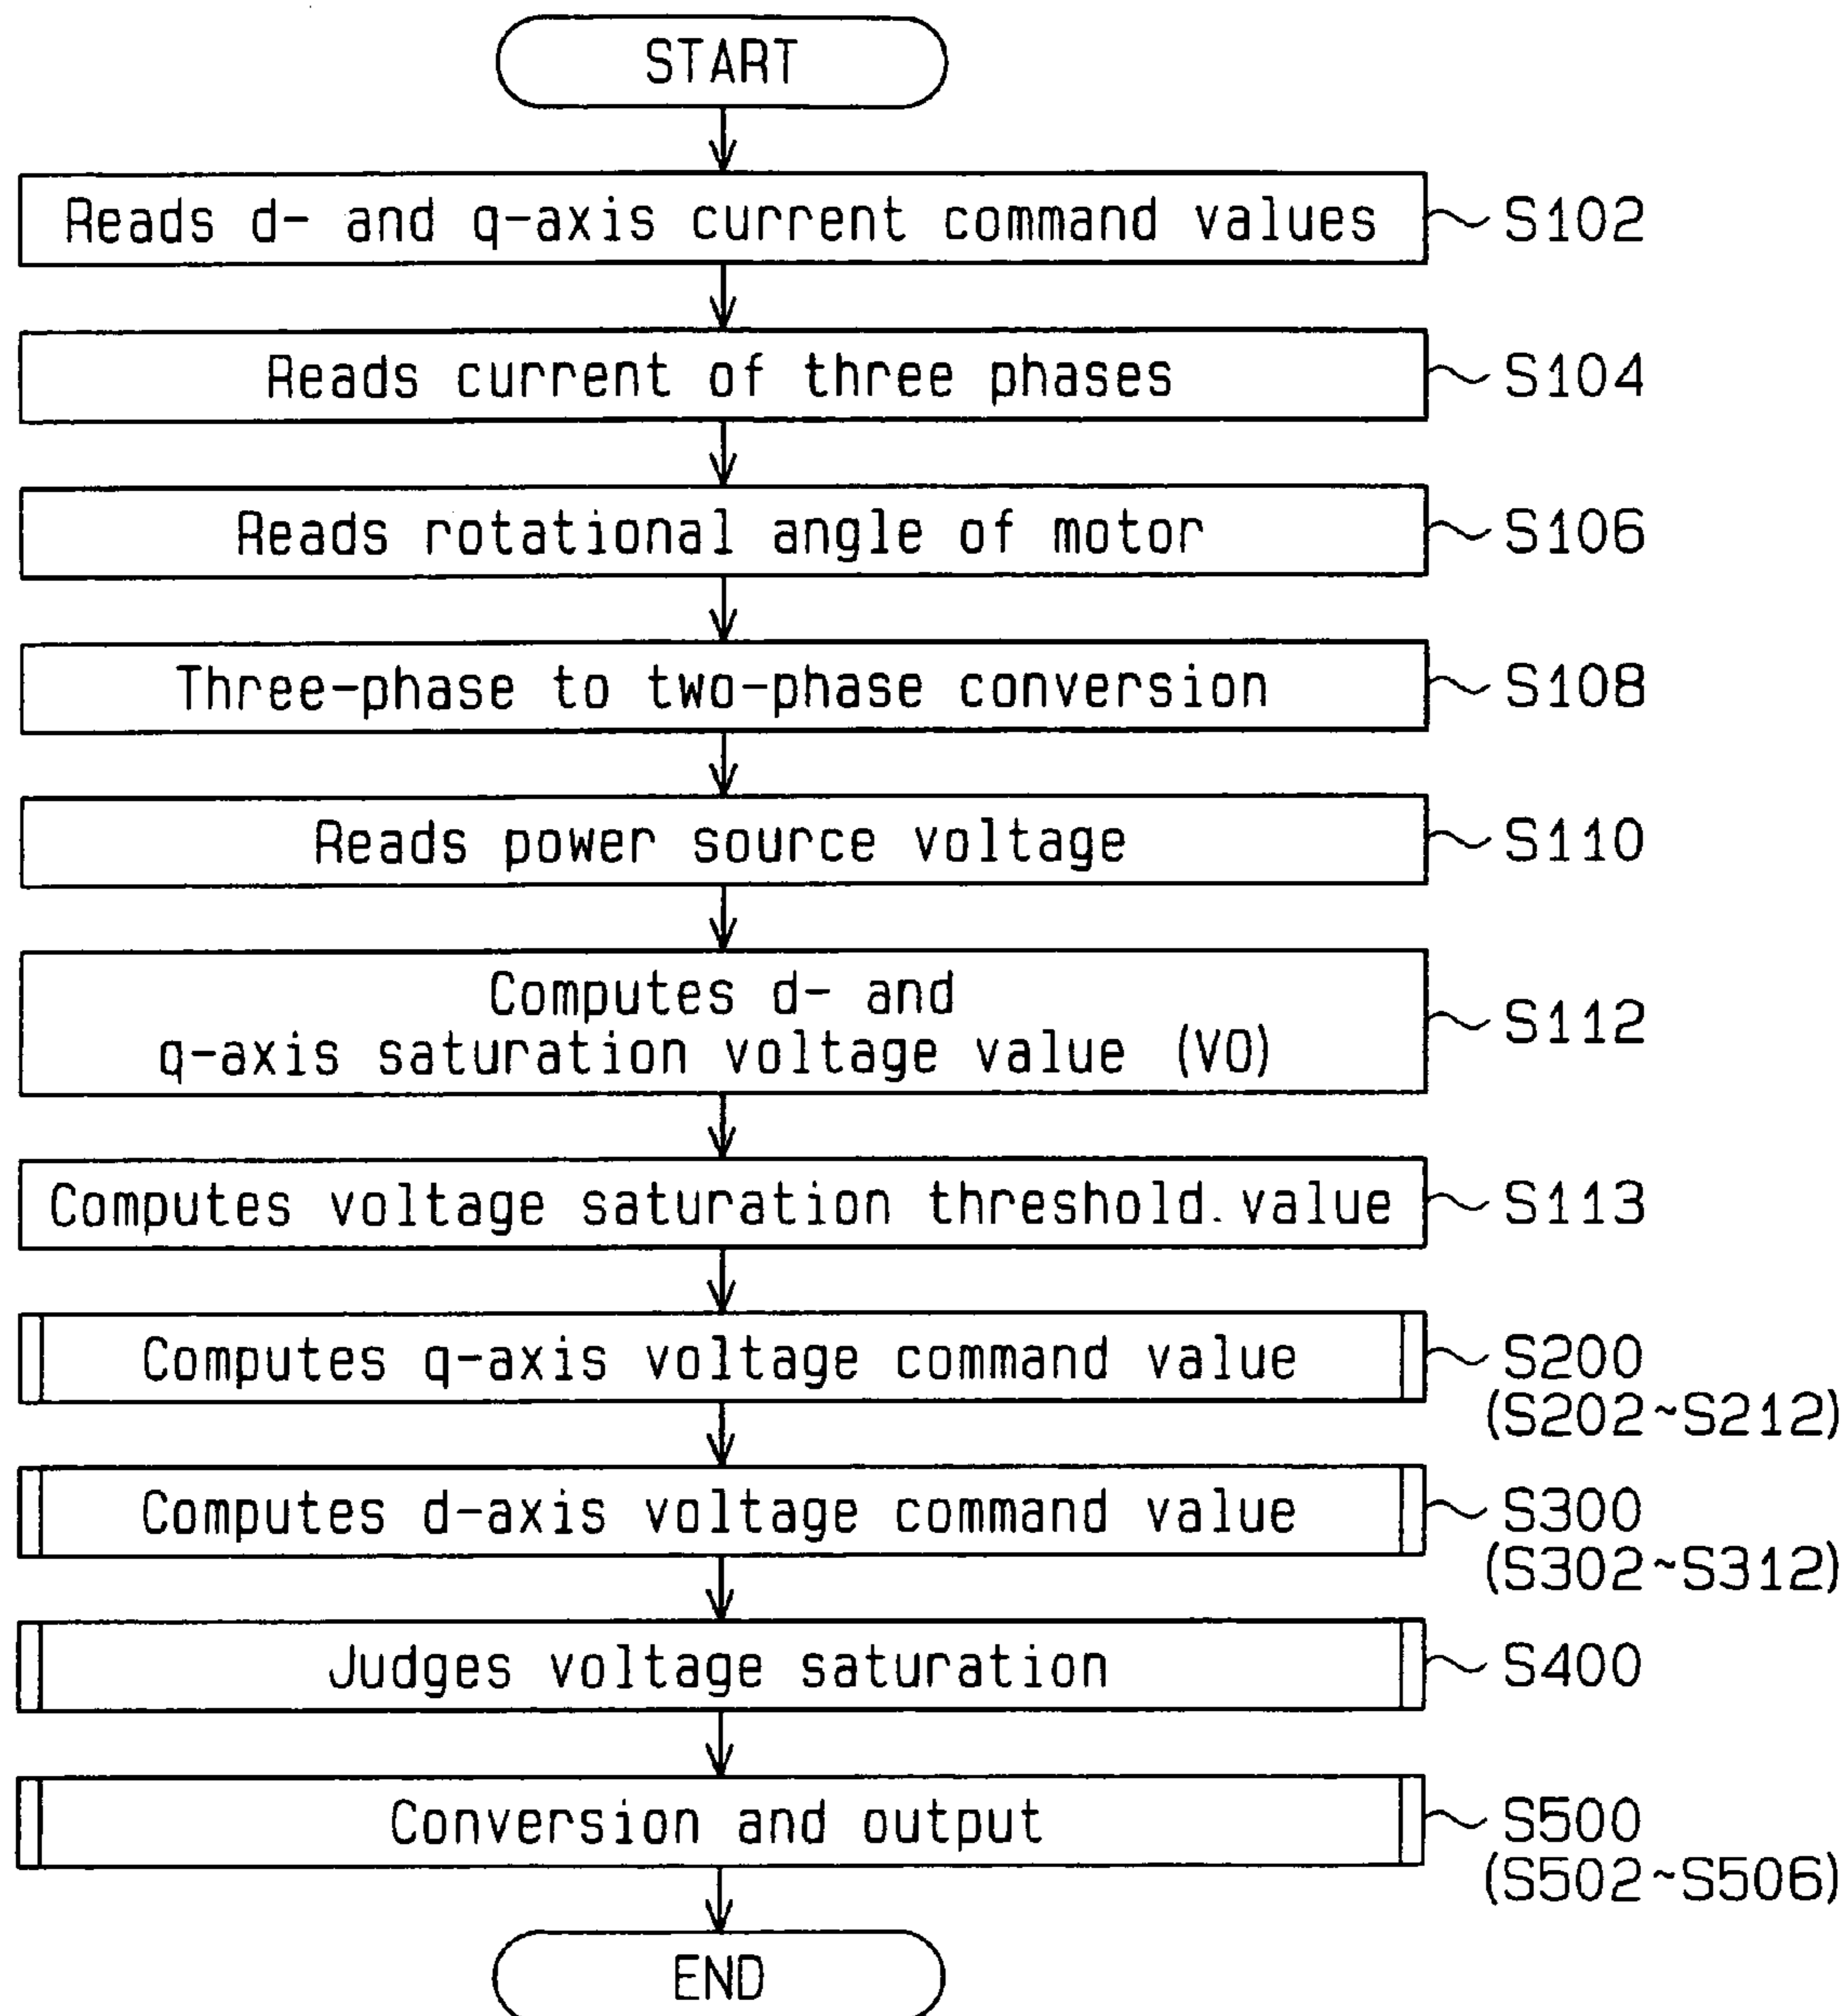 START
Reads d- and q-axis current command values
S102
Reads current of three phases
S104
Reads rotational angle of motor
S106
Three-phase to two-phase conversion
S108
Reads power source voltage
S110
Computes d- and
q-axis saturation voltage value (VO)
S112
Computes voltage saturation threshold value
S113
Computes q-axis voltage command value
S200
(S202~S212)
Computes d-axis voltage command value
S300
(S302~S312)
Judges voltage saturation
S400
Conversion and output
S500
(S502~S506)
END